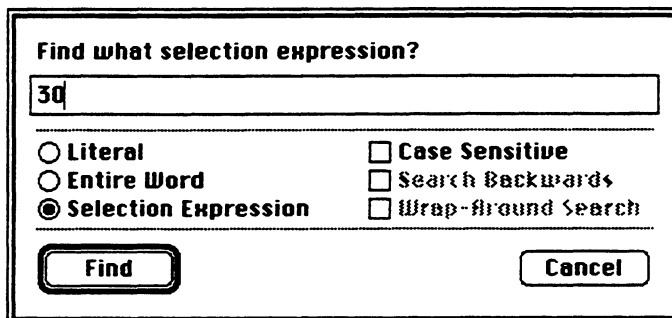 Find what selection expression?
30
Literal
Case Sensitive
Entire Word
Search Backwards
Selection Expression
Wrap-Around Search
Find
Cancel